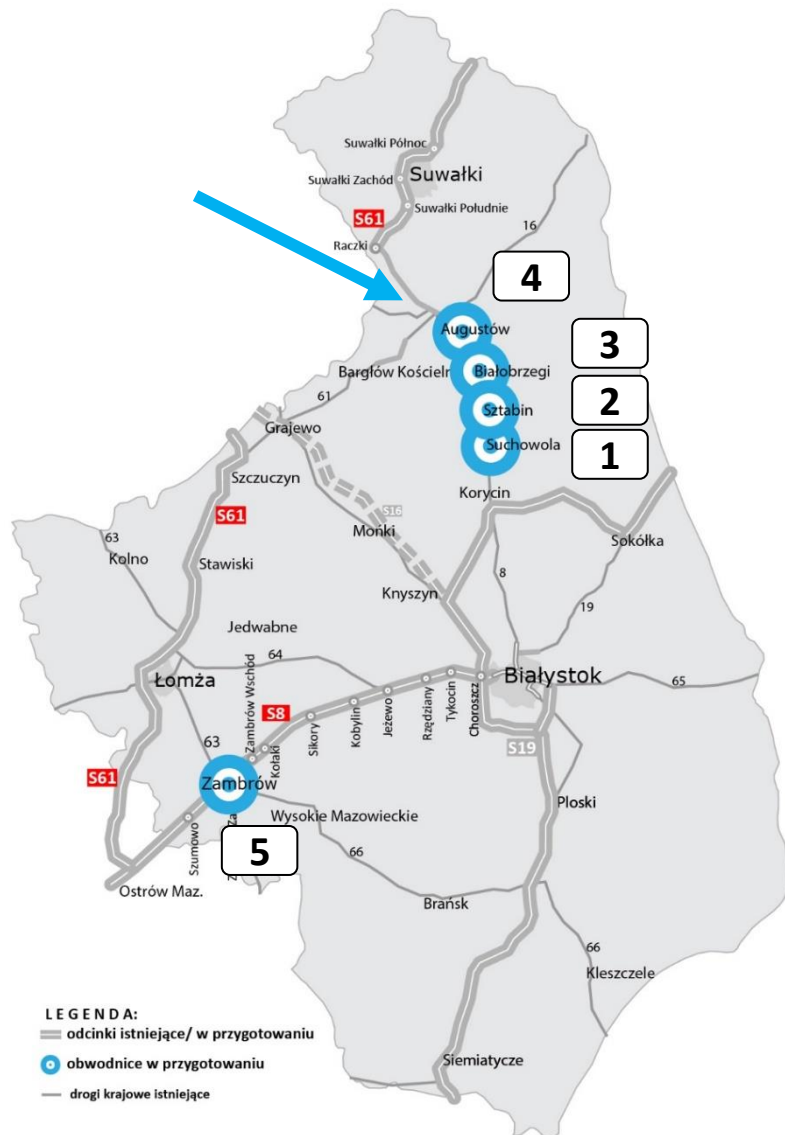 Suwałki Północ
Suwałki Zachód
Suwałki
Suwałki Południe
S61
Raczki
16
4
Augustów
3
Bargłów Kościeln
Białobrzegi
61
2
Sztabin
Grajewo
Suchowola
1
Szczuczyn
Korycin
S61
S16
63
Mońki
Sokółka
Kolno
Stawiski
8
Knyszyn
19
Jedwabne
64
Łomża
Białystok
65
Zambrów Wschód
S8
Kołaki
Sikory
Kobylin
Jeżewo
Rzędziany
Tykocin
Choroszcz
63
S19
S61
Zambrów
Ploski
Wysokie Mazowieckie
Szumowo
5
66
Ostrów Maz.
Brańsk
66
Kleszczele
LEGENDA:
odcinki istniejące/ w przygotowaniu
obwodnice w przygotowaniu
Siemiatycze
drogi krajowe istniejące